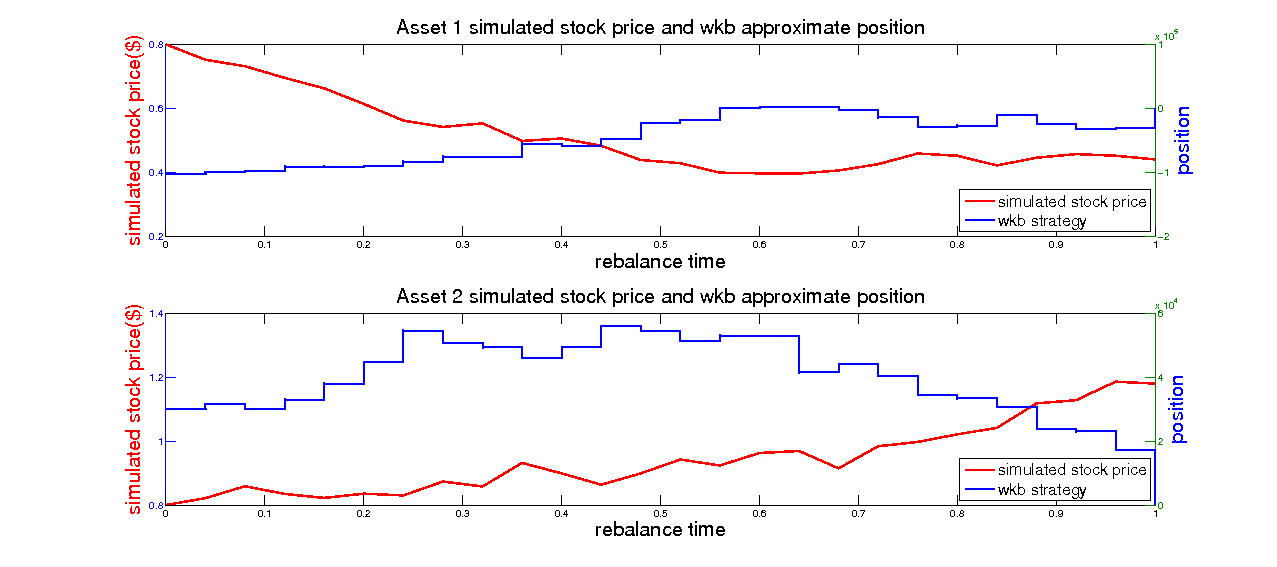 Asset 1 simulated stock price and wkb approximate position
x 10^5
simulated stock price($)
0.8
0.6
0.4
0.2
1
0
-1
-2
position
simulated stock price
wkb strategy
0 0.1 0.2 0.3 0.4 0.5 0.6 0.7 0.8 0.9 1
rebalance time
Asset 2 simulated stock price and wkb approximate position
x 10^4
simulated stock price($)
1.4
1.2
1
0.8
6
4
2
0
position
simulated stock price
wkb strategy
0 0.1 0.2 0.3 0.4 0.5 0.6 0.7 0.8 0.9 1
rebalance time